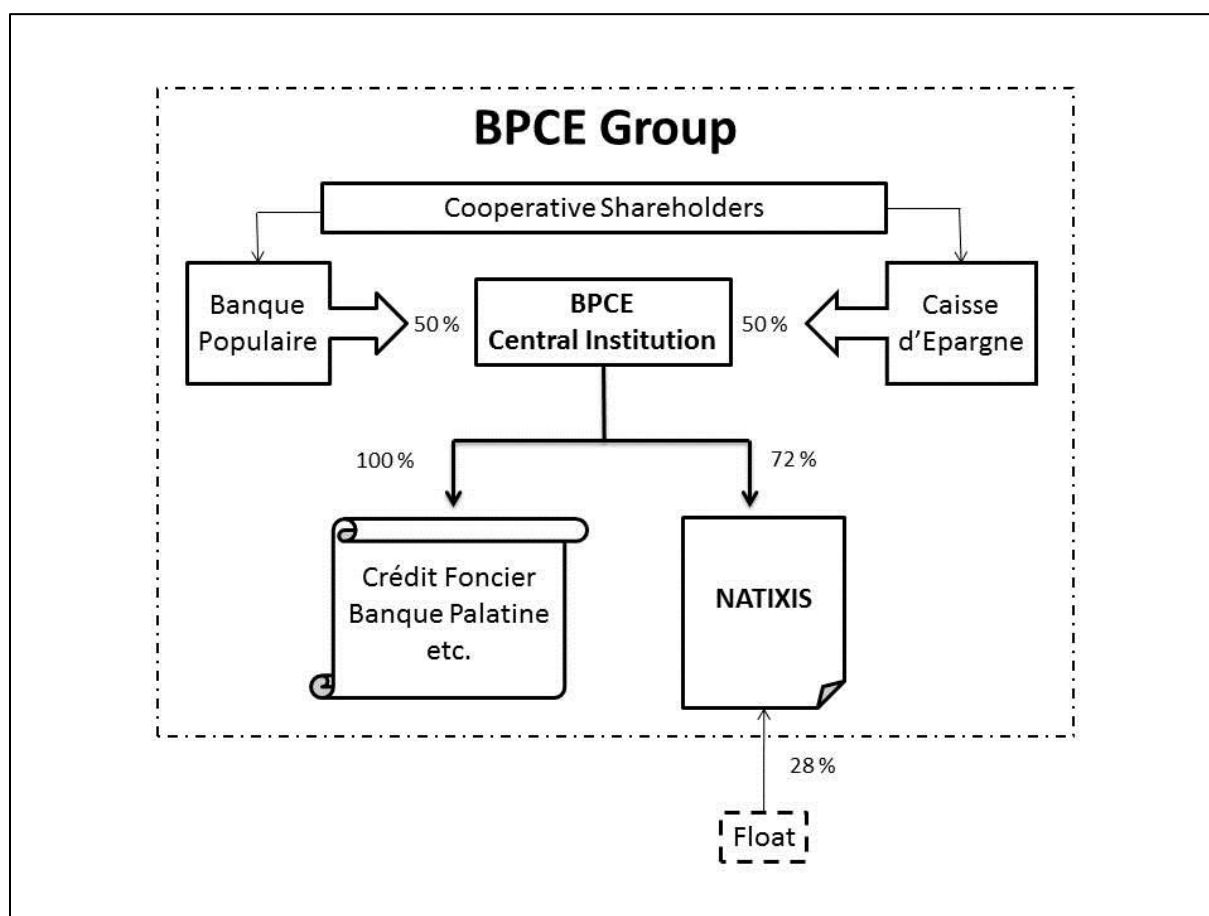 BPCE Group
Cooperative Shareholders
Banque
Populaire
50 %
BPCE
Central Institution
50 %
Caisse
d’Epargne
100 %
72 %
Crédit Foncier
Banque Palatine
etc.
NATIXIS
28 %
Float